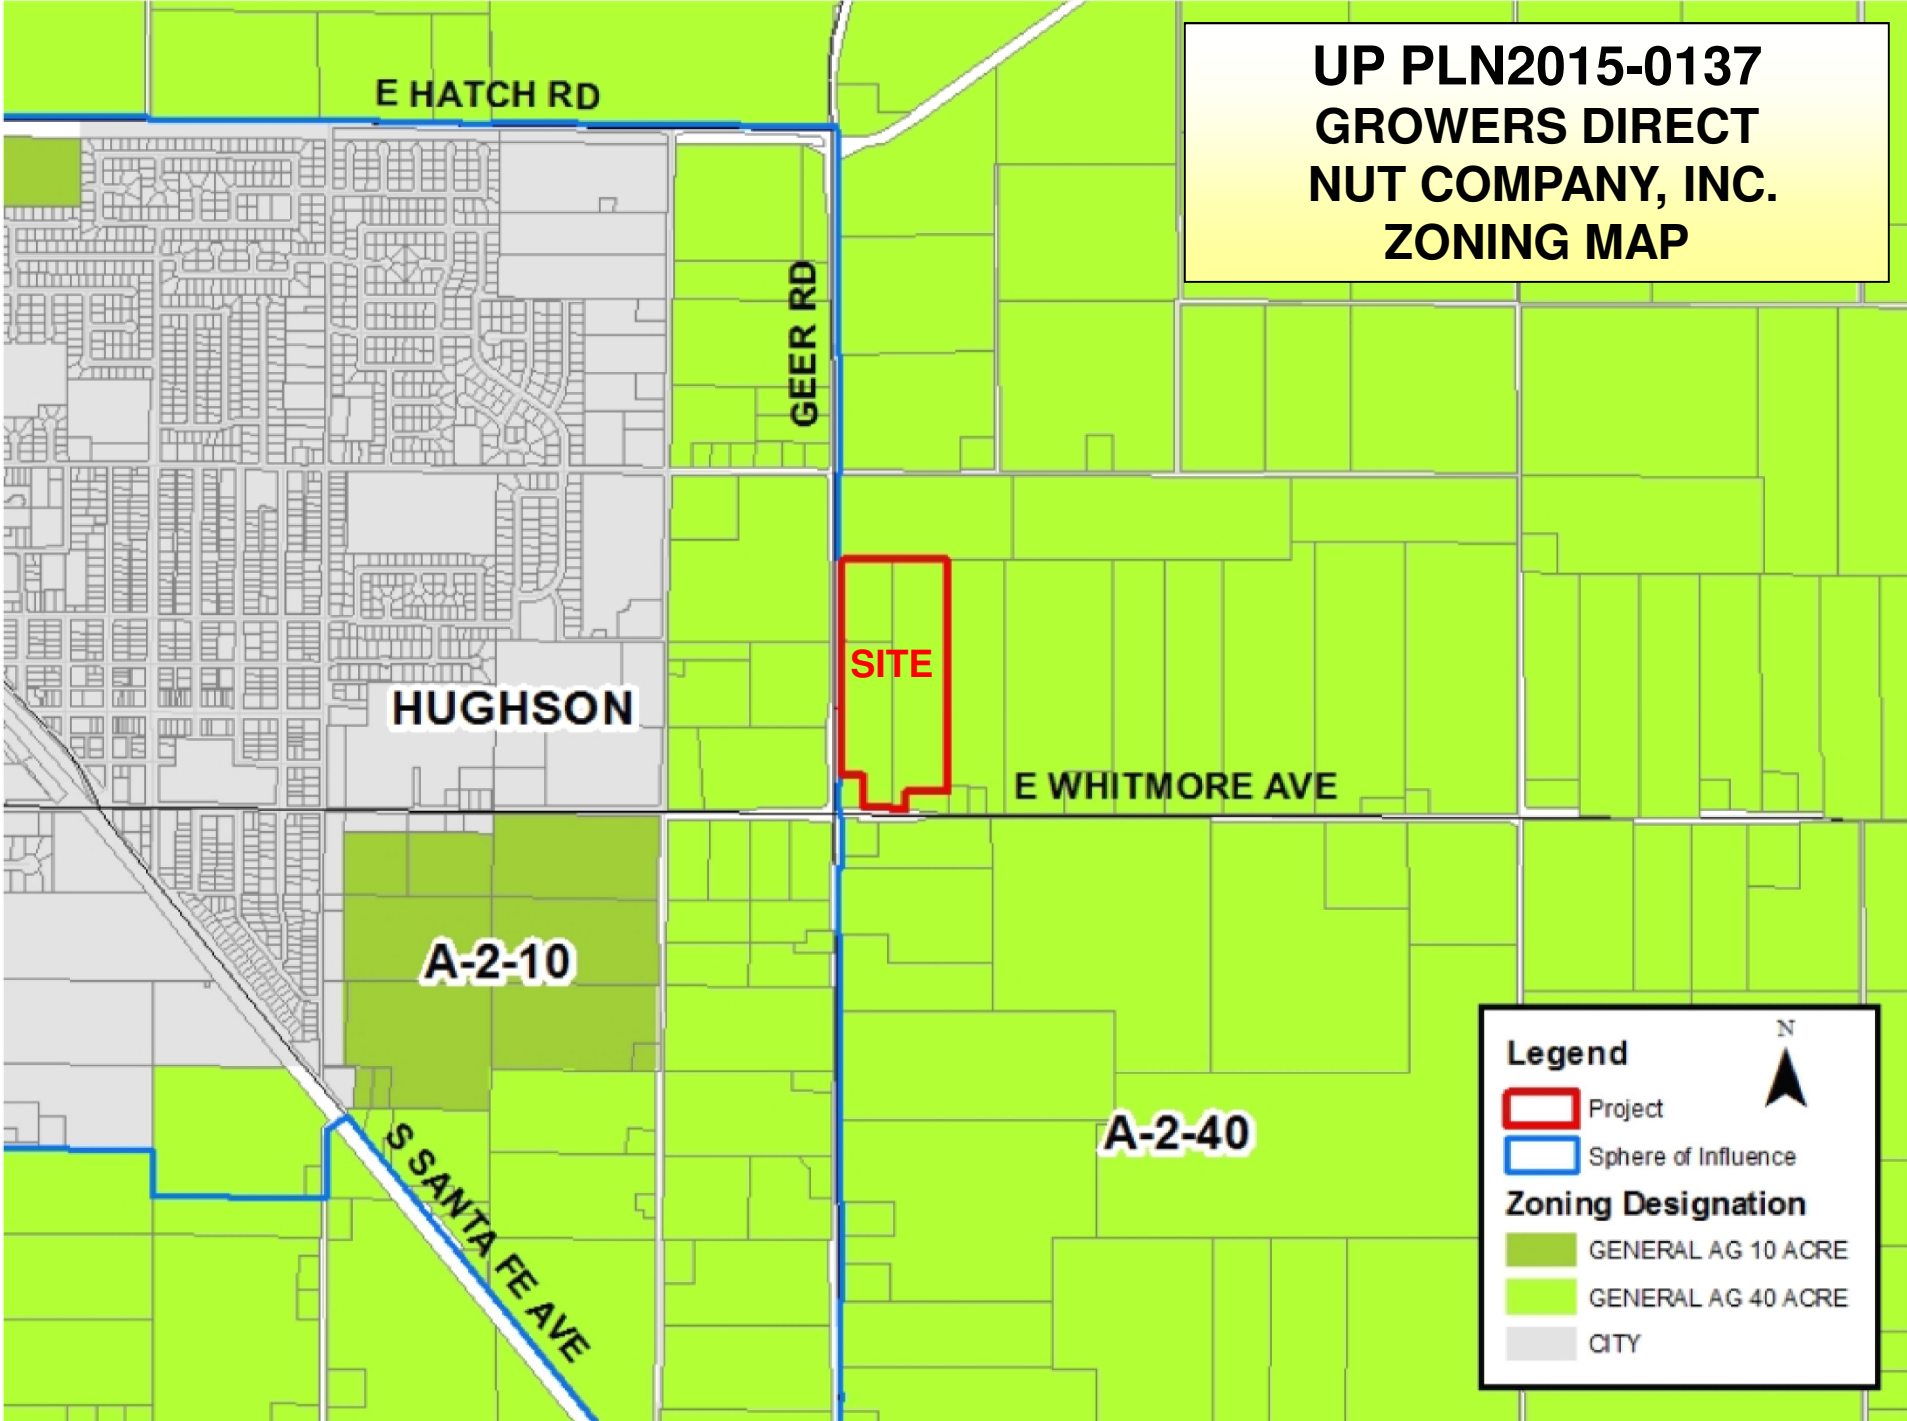 UP PLN2015-0137
GROWERS DIRECT
NUT COMPANY, INC.
ZONING MAP
E HATCH RD
GEER RD
SITE
HUGHSON
E WHITMORE AVE
A-2-10
A-2-40
S SANTA FE AVE
N
Legend
Project
Sphere of Influence
Zoning Designation
GENERAL AG 10 ACRE
GENERAL AG 40 ACRE
CITY